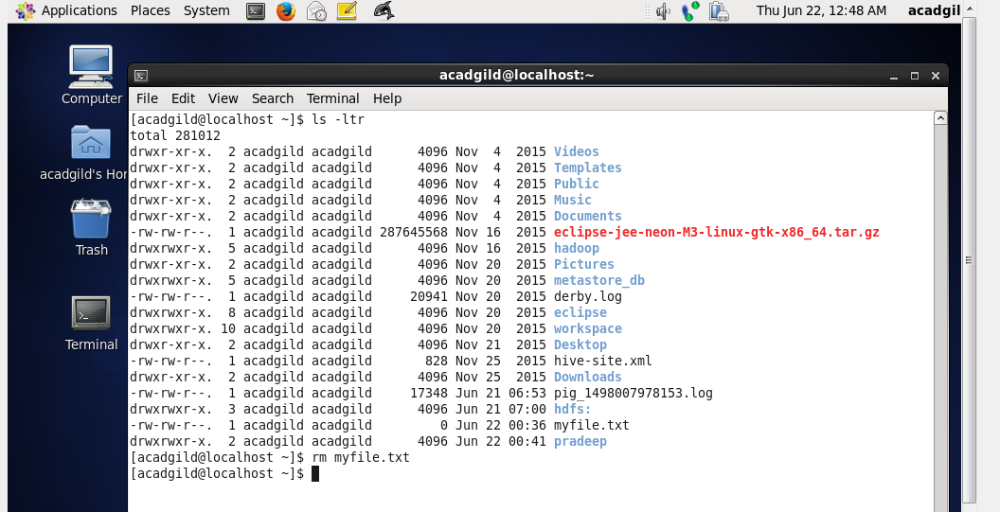 Applications Places System Thu Jun 22, 12:48 AM acadgil
Computer
acadgild's Hor
Trash
Terminal
acadgild@localhost:~
File Edit View Search Terminal Help
[acadgild@localhost ~]$ ls -ltr
total 281012
drwxr-xr-x.  2 acadgild acadgild      4096 Nov  4  2015 Videos
drwxr-xr-x.  2 acadgild acadgild      4096 Nov  4  2015 Templates
drwxr-xr-x.  2 acadgild acadgild      4096 Nov  4  2015 Public
drwxr-xr-x.  2 acadgild acadgild      4096 Nov  4  2015 Music
drwxr-xr-x.  2 acadgild acadgild      4096 Nov  4  2015 Documents
-rw-rw-r--.  1 acadgild acadgild 287645568 Nov 16  2015 eclipse-jee-neon-M3-linux-gtk-x86_64.tar.gz
drwxrwxr-x.  5 acadgild acadgild      4096 Nov 16  2015 hadoop
drwxr-xr-x.  2 acadgild acadgild      4096 Nov 20  2015 Pictures
drwxrwxr-x.  5 acadgild acadgild      4096 Nov 20  2015 metastore_db
-rw-rw-r--.  1 acadgild acadgild     20941 Nov 20  2015 derby.log
drwxrwxr-x.  8 acadgild acadgild      4096 Nov 20  2015 eclipse
drwxrwxr-x. 10 acadgild acadgild      4096 Nov 20  2015 workspace
drwxr-xr-x.  2 acadgild acadgild      4096 Nov 21  2015 Desktop
-rw-rw-r--.  1 acadgild acadgild       828 Nov 25  2015 hive-site.xml
drwxr-xr-x.  2 acadgild acadgild      4096 Nov 25  2015 Downloads
-rw-rw-r--.  1 acadgild acadgild     17348 Jun 21 06:53 pig_1498007978153.log
drwxrwxr-x.  3 acadgild acadgild      4096 Jun 21 07:00 hdfs:
-rw-rw-r--.  1 acadgild acadgild         0 Jun 22 00:36 myfile.txt
drwxrwxr-x.  2 acadgild acadgild      4096 Jun 22 00:41 pradeep
[acadgild@localhost ~]$ rm myfile.txt
[acadgild@localhost ~]$